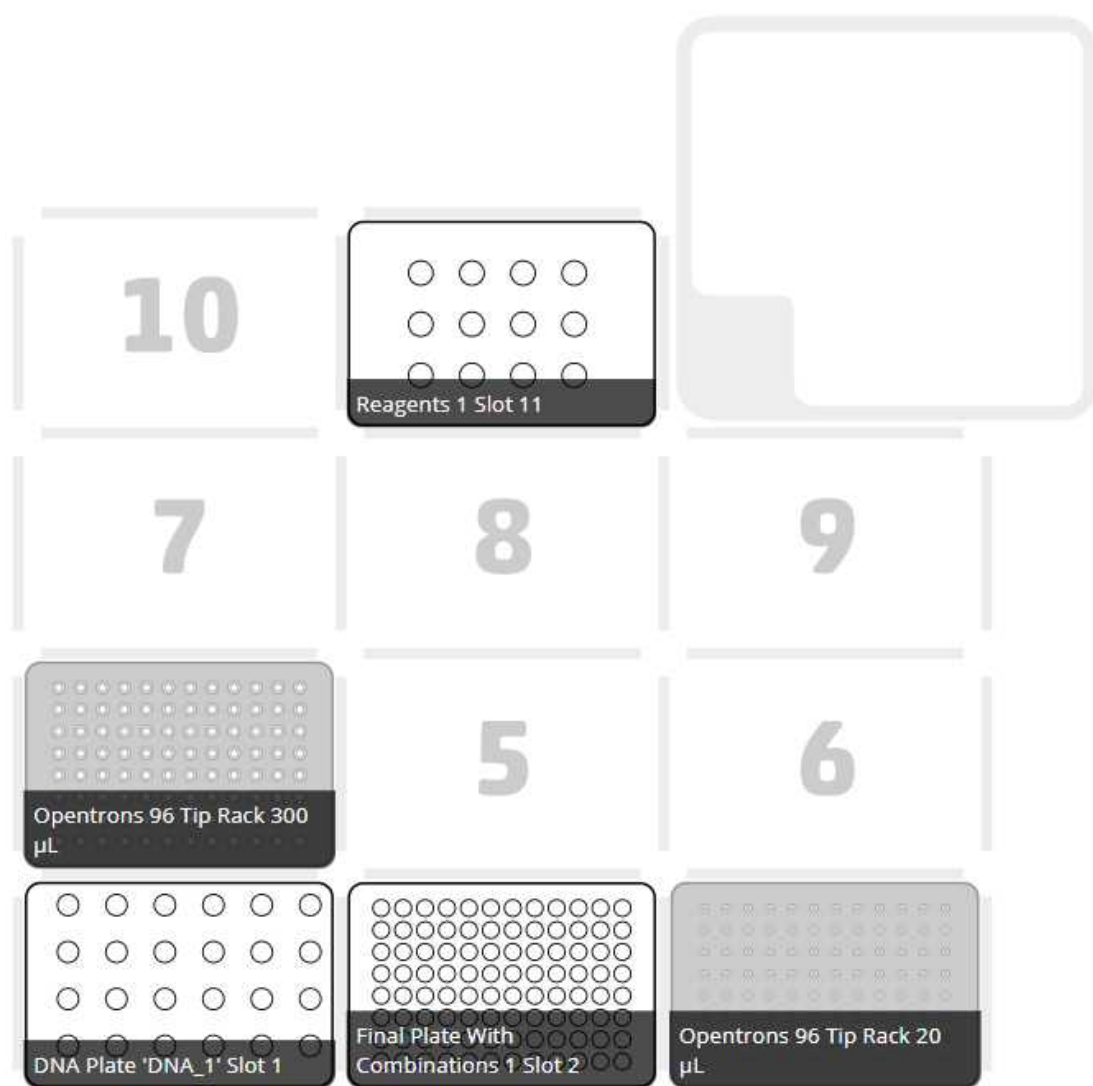 10
Reagents 1 Slot 11
7
8
9
Opentrons 96 Tip Rack 300
μL
5
6
DNA Plate 'DNA_1' Slot 1
Final Plate With
Combinations 1 Slot 2
Opentrons 96 Tip Rack 20
μL